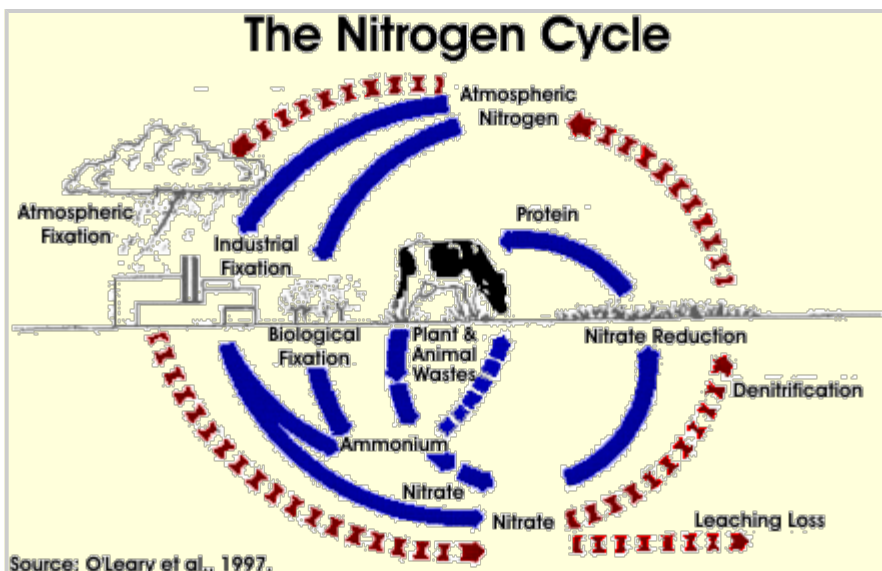 The Nitrogen Cycle
Atmospheric
Nitrogen
Atmospheric
Fixation
Protein
Industrial
Fixation
Biological
Fixation
Plant &
Animal
Wastes
Nitrate Reduction
Denitrification
Ammonium
Nitrate
Nitrate
Leaching Loss
Source: O'Leary et al., 1997.